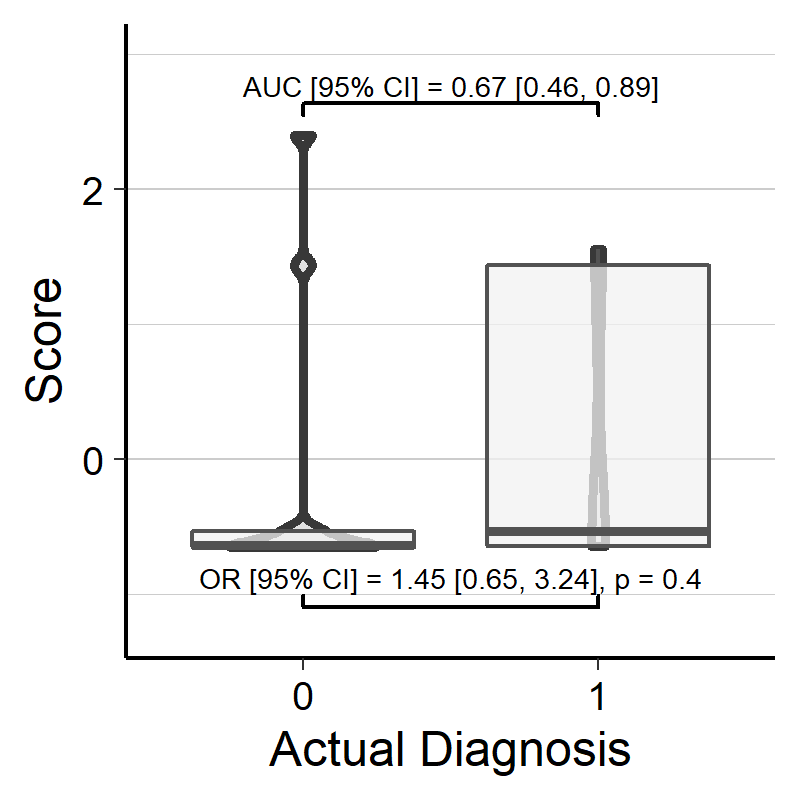 AUC [95% CI] = 0.67 [0.46, 0.89]
2
Score
0
OR [95% CI] = 1.45 [0.65, 3.24], p = 0.4
0 1
Actual Diagnosis